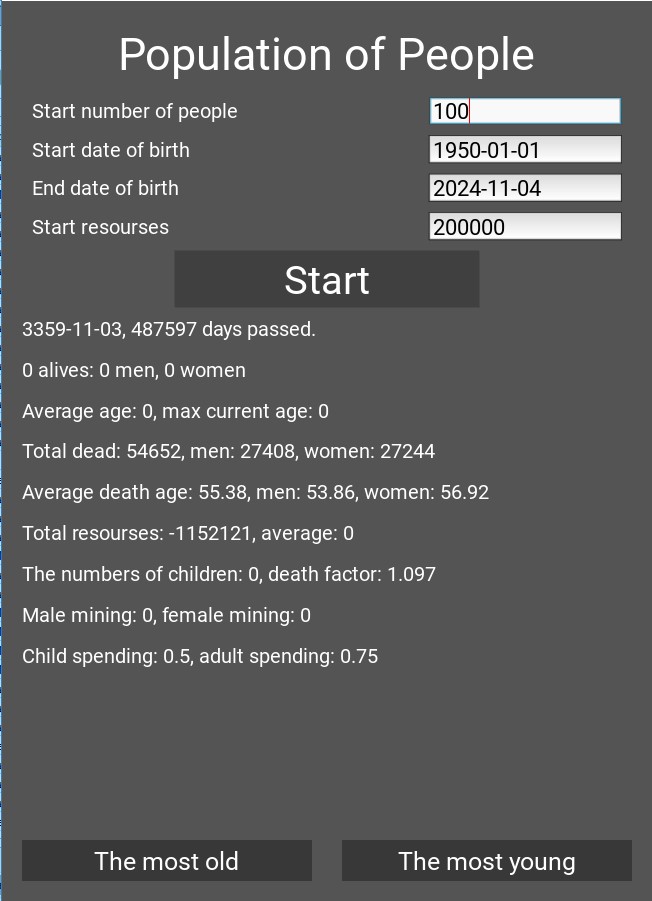 Population of People
Start number of people 100
Start date of birth 1950-01-01
End date of birth 2024-11-04
Start resourses 200000
Start
3359-11-03, 487597 days passed.
0 alives: 0 men, 0 women
Average age: 0, max current age: 0
Total dead: 54652, men: 27408, women: 27244
Average death age: 55.38, men: 53.86, women: 56.92
Total resourses: -1152121, average: 0
The numbers of children: 0, death factor: 1.097
Male mining: 0, female mining: 0
Child spending: 0.5, adult spending: 0.75
The most old The most young